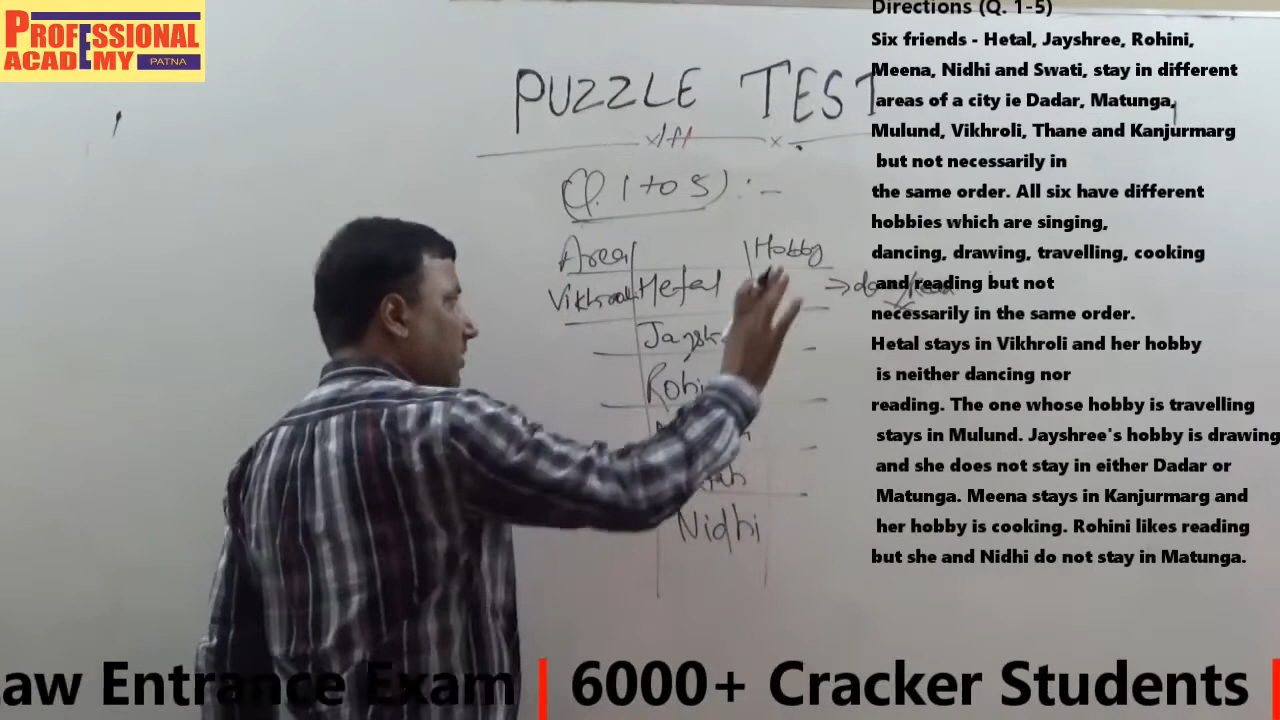 PROFESSIONAL
ACADEMY
PATNA
PUZZLE TEST
(Q. 1 to 5) :-
Area
Hobby
Hetal
Nidhi
Directions (Q. 1-5)
Six friends - Hetal, Jayshree, Rohini,
Meena, Nidhi and Swati, stay in different
areas of a city ie Dadar, Matunga,
Mulund, Vikhroli, Thane and Kanjurmarg
but not necessarily in
the same order. All six have different
hobbies which are singing,
dancing, drawing, travelling, cooking
and reading but not
necessarily in the same order.
Hetal stays in Vikhroli and her hobby
is neither dancing nor
reading. The one whose hobby is travelling
stays in Mulund. Jayshree's hobby is drawing
and she does not stay in either Dadar or
Matunga. Meena stays in Kanjurmarg and
her hobby is cooking. Rohini likes reading
but she and Nidhi do not stay in Matunga.
aw Entrance Exam | 6000+ Cracker Students |